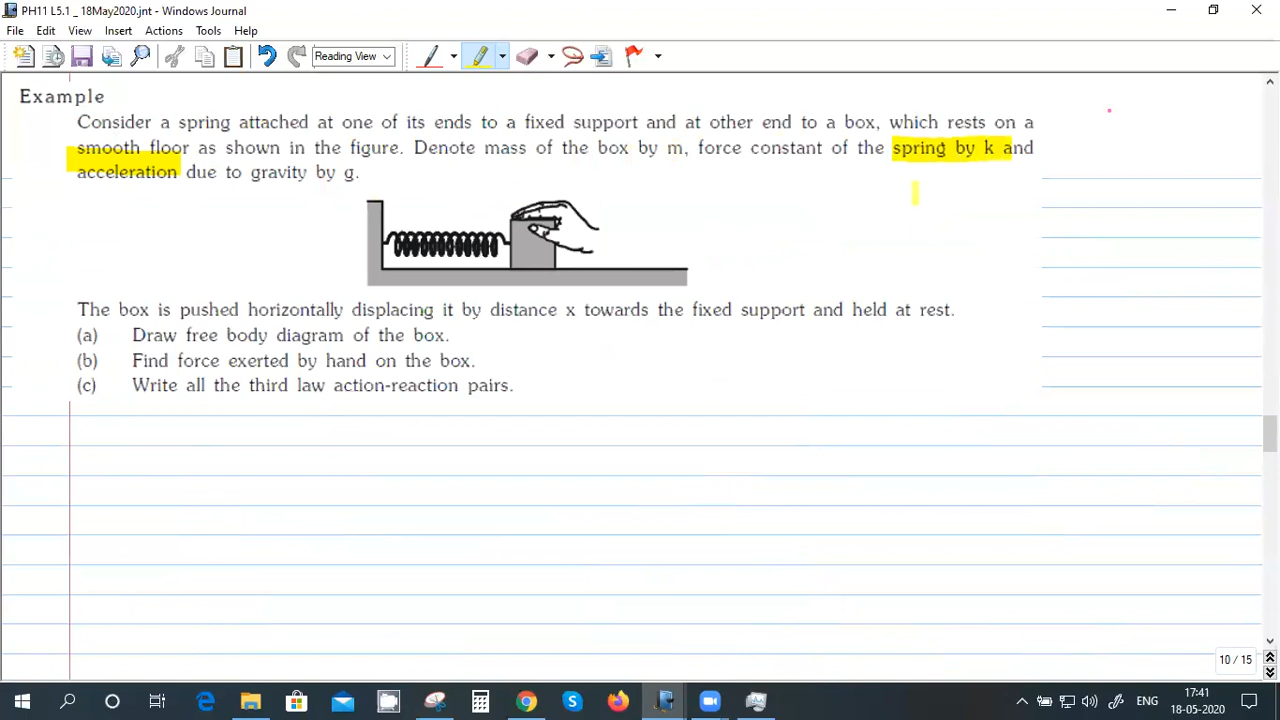 PH11 L5.1 _ 18May2020.jnt - Windows Journal
File Edit View Insert Actions Tools Help
Reading View
Example
Consider a spring attached at one of its ends to a fixed support and at other end to a box, which rests on a
smooth floor as shown in the figure. Denote mass of the box by m, force constant of the spring by k and
acceleration due to gravity by g.
The box is pushed horizontally displacing it by distance x towards the fixed support and held at rest.
(a) Draw free body diagram of the box.
(b) Find force exerted by hand on the box.
(c) Write all the third law action-reaction pairs.
10 / 15
ENG
17:41
18-05-2020